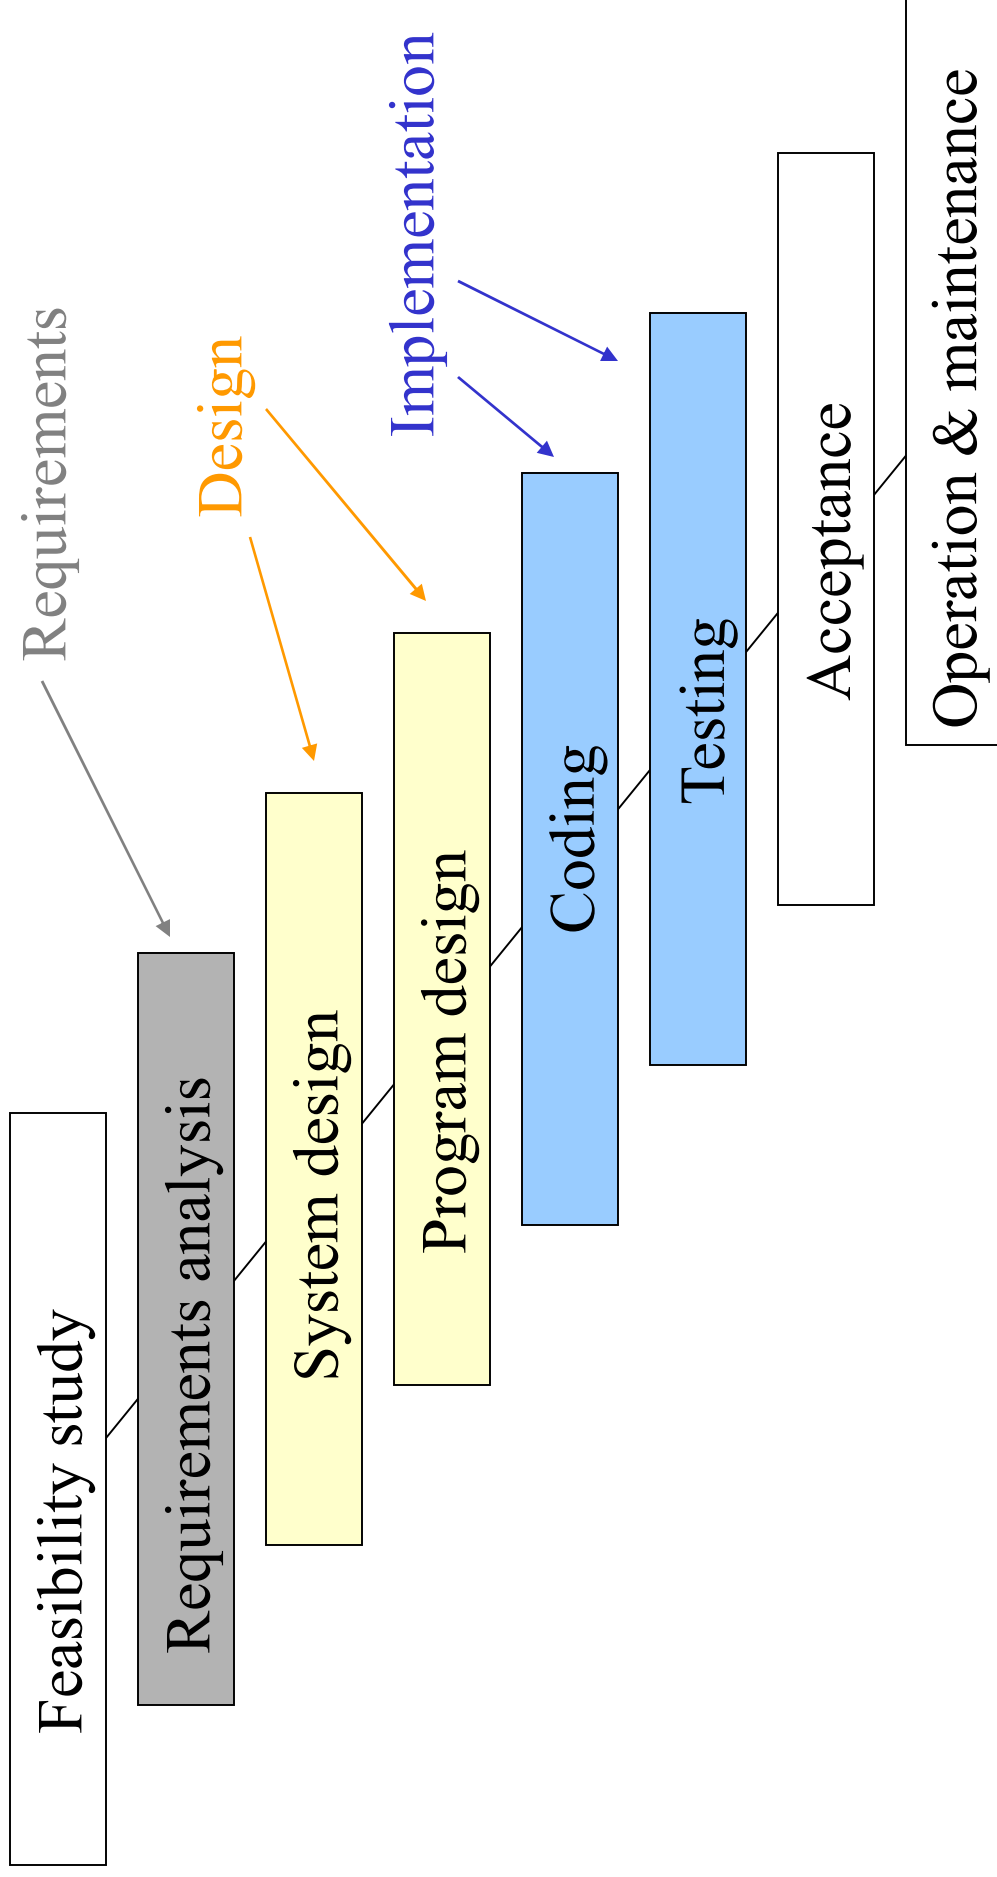 Requirements
Feasibility study
Design
Requirements analysis
System design
Implementation
Program design
Coding
Testing
Acceptance
Operation & maintenance